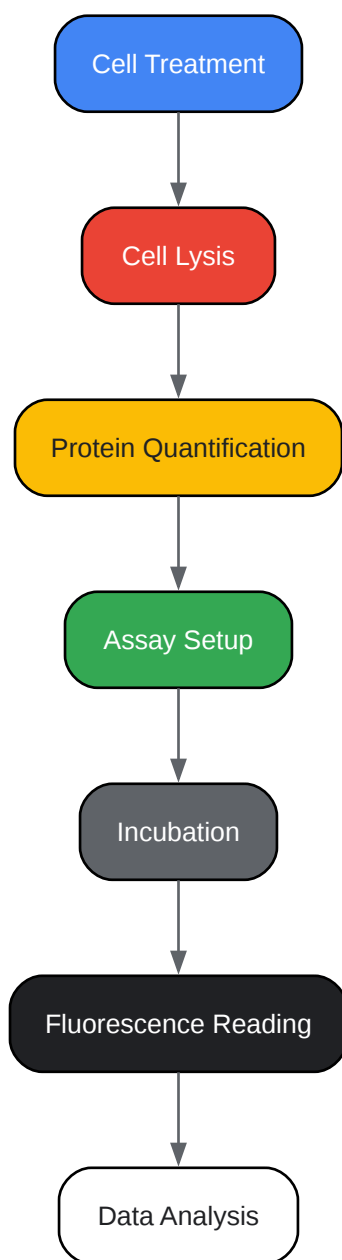 Cell Treatment
Cell Lysis
Protein Quantification
Assay Setup
Incubation
Fluorescence Reading
Data Analysis